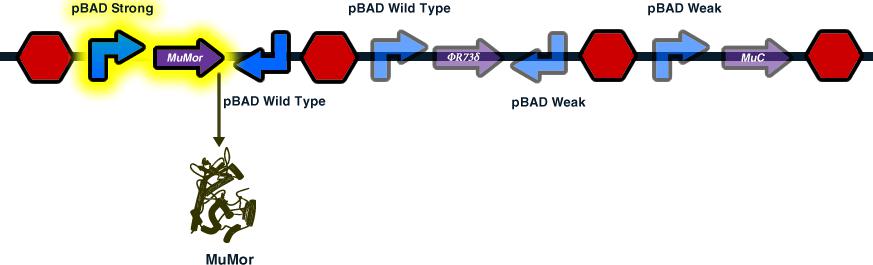 pBAD Strong
pBAD Wild Type
pBAD Weak
MuMor
ΦR73δ
MuC
pBAD Wild Type
pBAD Weak
MuMor